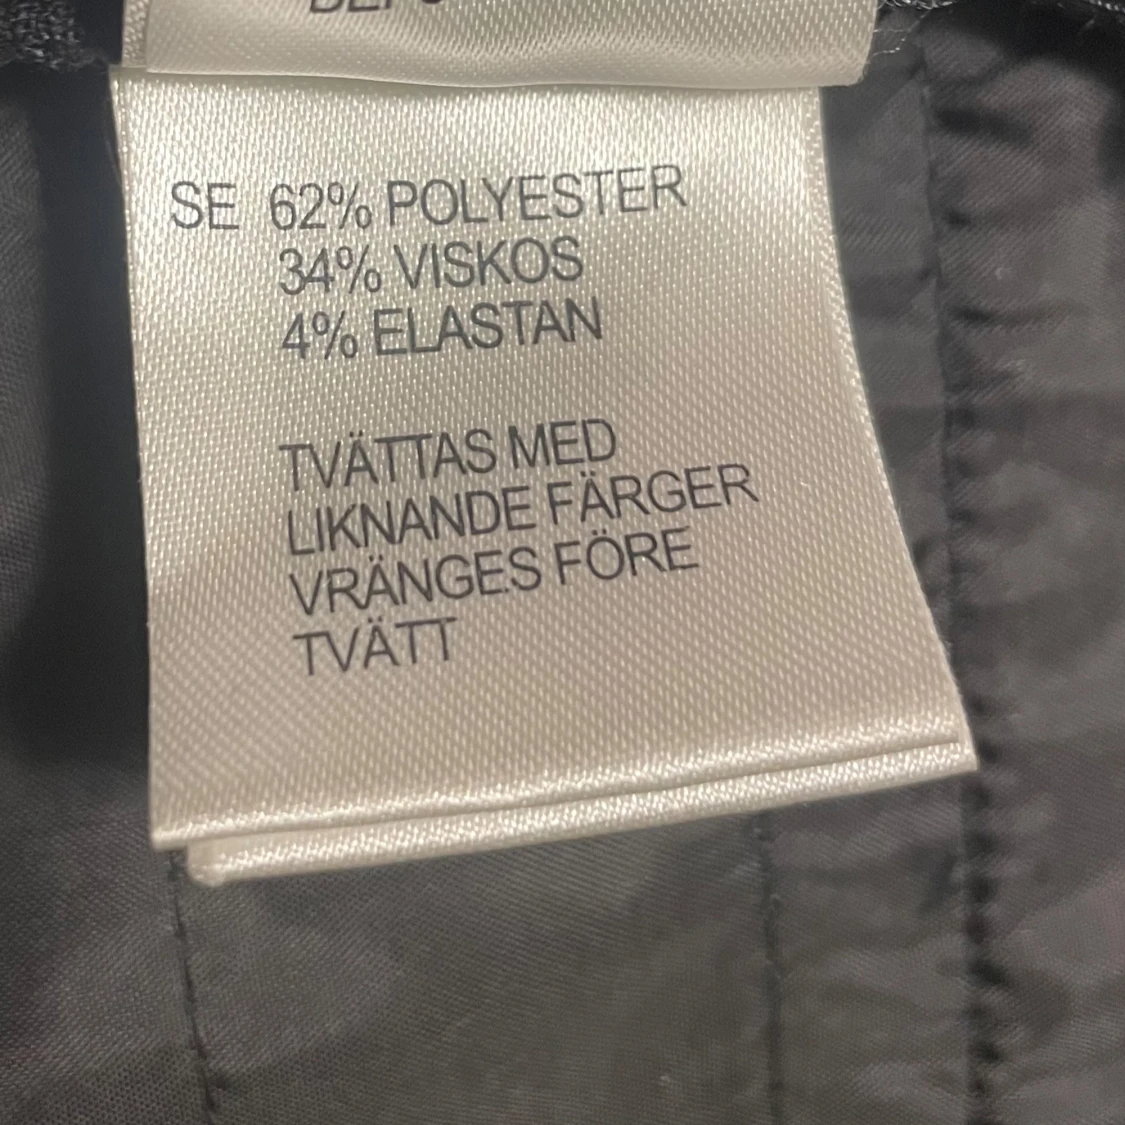 SE 62% POLYESTER
34% VISKOS
4% ELASTAN
TVÄTTAS MED
LIKNANDE FÄRGER
VRÄNGES FÖRE
TVÄTT